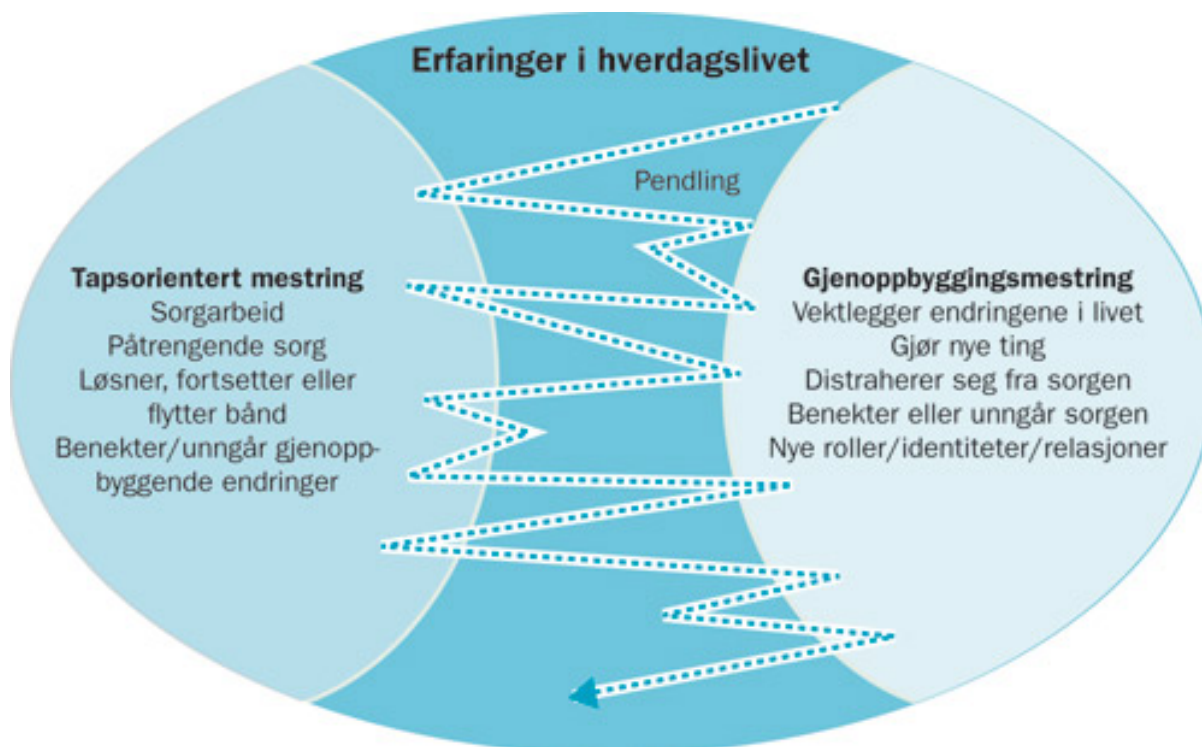 Erfaringer i hverdagslivet
Pendling
Tapsorientert mestring
Sorgarbeid
Påtrengende sorg
Løsner, fortsetter eller
flytter bånd
Benekter/unngår gjenopp-
byggende endringer
Gjenoppbyggingsmestring
Vektlegger endringene i livet
Gjør nye ting
Distraherer seg fra sorgen
Benekter eller unngår sorgen
Nye roller/identiteter/relasjoner